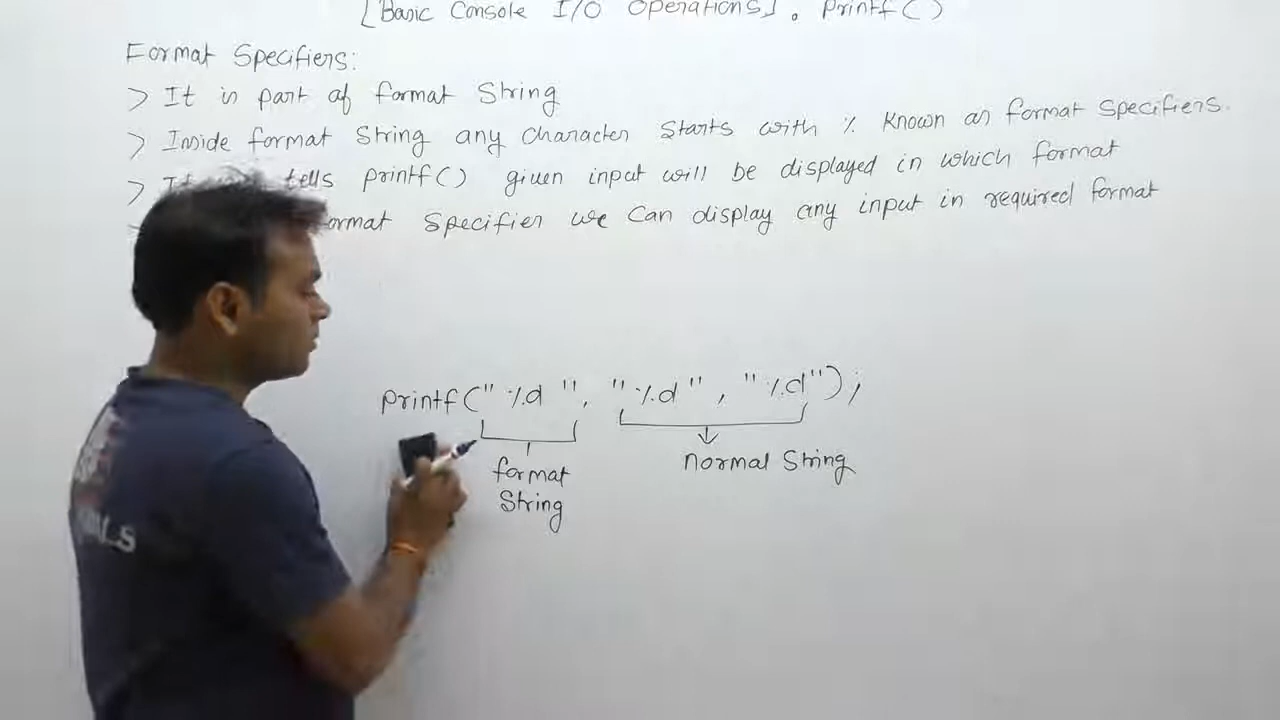 [Basic Console I/O Operations]. printf()
Format Specifiers:
> It is part of format String
> Inside format String any character starts with % known as format specifiers.
> It tells printf() given input will be displayed in which format
format specifier we can display any input in required format
printf(" %d ", " %d ", " %d");
format
String
normal String